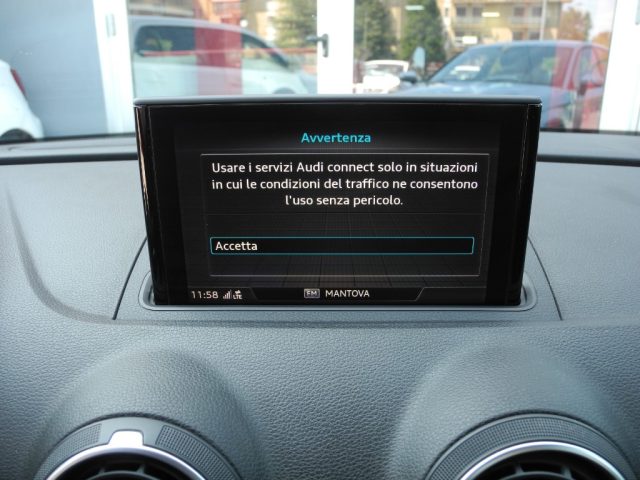 Avvertenza
Usare i servizi Audi connect solo in situazioni
in cui le condizioni del traffico ne consentono
l'uso senza pericolo.
Accetta
11:58 LTE FM MANTOVA